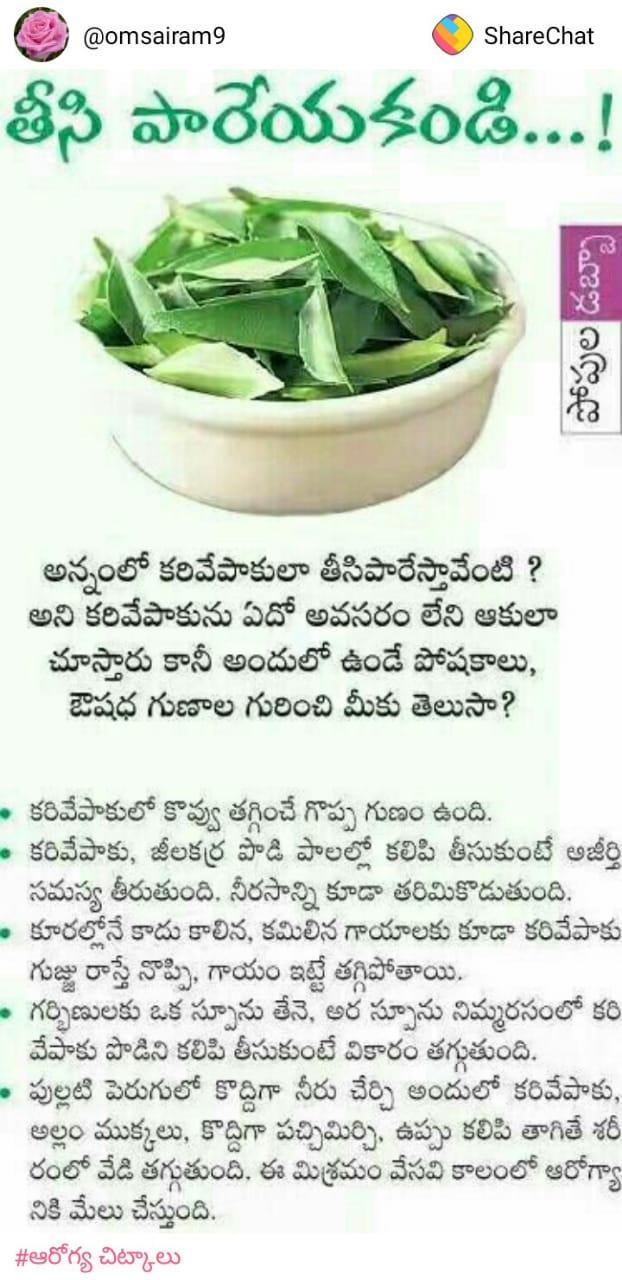 @omsairam9
ShareChat
తీసి పారేయకండి...!
పోపుల డబ్బా
అన్నంలో కరివేపాకులా తీసిపారేస్తావేంటి ?
అని కరివేపాకును ఏదో అవసరం లేని ఆకులా
చూస్తారు కానీ అందులో ఉండే పోషకాలు,
ఔషధ గుణాల గురించి మీకు తెలుసా?
• కరివేపాకులో కొవ్వు తగ్గించే గొప్ప గుణం ఉంది.
• కరివేపాకు, జీలకర్ర పొడి పాలల్లో కలిపి తీసుకుంటే అజీర్తి
సమస్య తీరుతుంది. నీరసాన్ని కూడా తరిమికొడుతుంది.
• కూరల్లోనే కాదు కాలిన, కమిలిన గాయాలకు కూడా కరివేపాకు
గుజ్జు రాస్తే నొప్పి, గాయం ఇట్టే తగ్గిపోతాయి.
• గర్భిణులకు ఒక స్పూను తేనె, అర స్పూను నిమ్మరసంలో కరి
వేపాకు పొడిని కలిపి తీసుకుంటే వికారం తగ్గుతుంది.
• పుల్లటి పెరుగులో కొద్దిగా నీరు చేర్చి అందులో కరివేపాకు,
అల్లం ముక్కలు, కొద్దిగా పచ్చిమిర్చి, ఉప్పు కలిపి తాగితే శరీ
రంలో వేడి తగ్గుతుంది. ఈ మిశ్రమం వేసవి కాలంలో ఆరోగ్యా
నికి మేలు చేస్తుంది.
#ఆరోగ్య చిట్కాలు